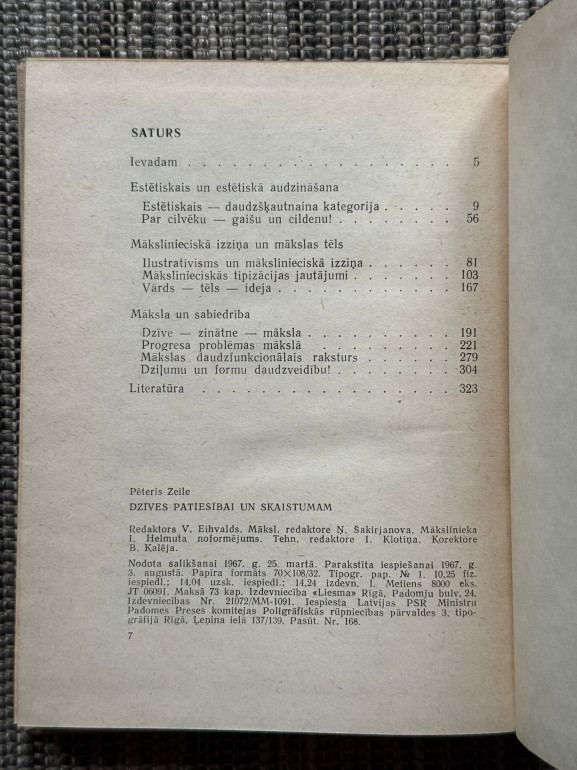 SATURS
Ievadam . . . . . . . . . . . . . . . . . . 5
Estētiskais un estētiskā audzināšana
Estētiskais — daudzšķautnaina kategorija . . . . . 9
Par cilvēku — gaišu un cildenu! . . . . . . . . 56
Mākslinieciskā izziņa un mākslas tēls
Ilustratīvisms un mākslinieciskā izziņa . . . . . . 81
Mākslinieciskās tipizācijas jautājumi . . . . . . . 103
Vārds — tēls — ideja . . . . . . . . . . . . 167
Māksla un sabiedrība
Dzīve — zinātne — māksla . . . . . . . . . . 191
Progresa problēmas mākslā . . . . . . . . . . 221
Mākslas daudzfunkcionālais raksturs . . . . . . . 279
Dziļumu un formu daudzveidību! . . . . . . . . 304
Literatūra . . . . . . . . . . . . . . . . . 323
Pēteris Zeile
DZĪVES PATIESĪBAI UN SKAISTUMAM
Redaktors V. Eihvalds. Māksl. redaktore Ņ. Šakirjanova. Mākslinieka
I. Helmuta noformējums. Tehn. redaktore I. Klotiņa. Korektore
B. Kalēja.
Nodota salikšanai 1967. g. 25. martā. Parakstīta iespiešanai 1967. g.
3. augustā. Papīra formāts 70×108/32. Tipogr. pap. № 1. 10,25 fiz.
iespiedl.; 14,04 uzsk. iespiedl.; 14,24 izdevn. l. Metiens 8000 eks.
JT 06091. Maksā 73 kap. Izdevniecība «Liesma» Rīgā, Padomju bulv. 24.
Izdevniecības Nr. 21072/MM-1091. Iespiesta Latvijas PSR Ministru
Padomes Preses komitejas Poligrāfiskās rūpniecības pārvaldes 3. tipo-
grāfijā Rīgā, Ļeņina ielā 137/139. Pasūt. Nr. 168.
7